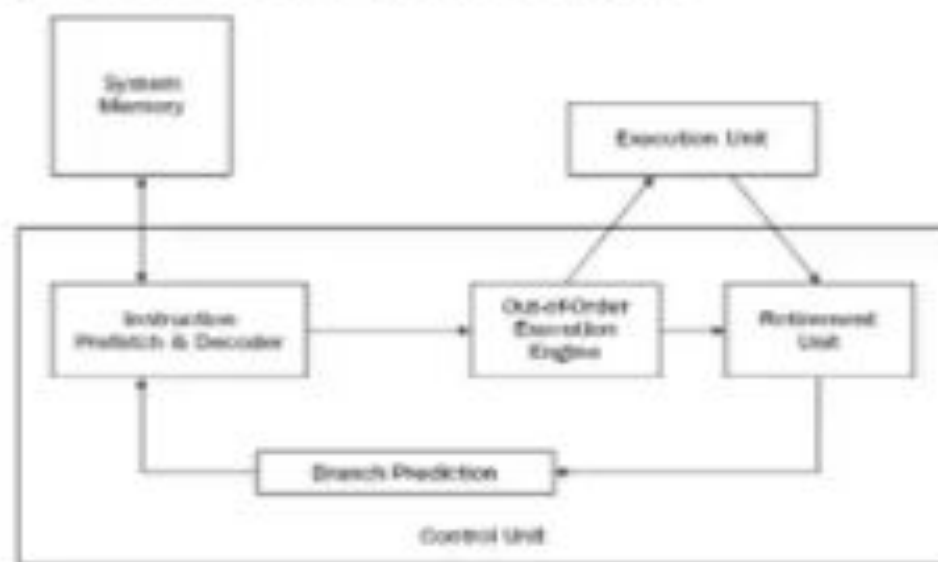 System
Memory
Execution Unit
Instruction
Prefetch & Decoder
Out-of-Order
Execution
Engine
Retirement
Unit
Branch Prediction
Control Unit